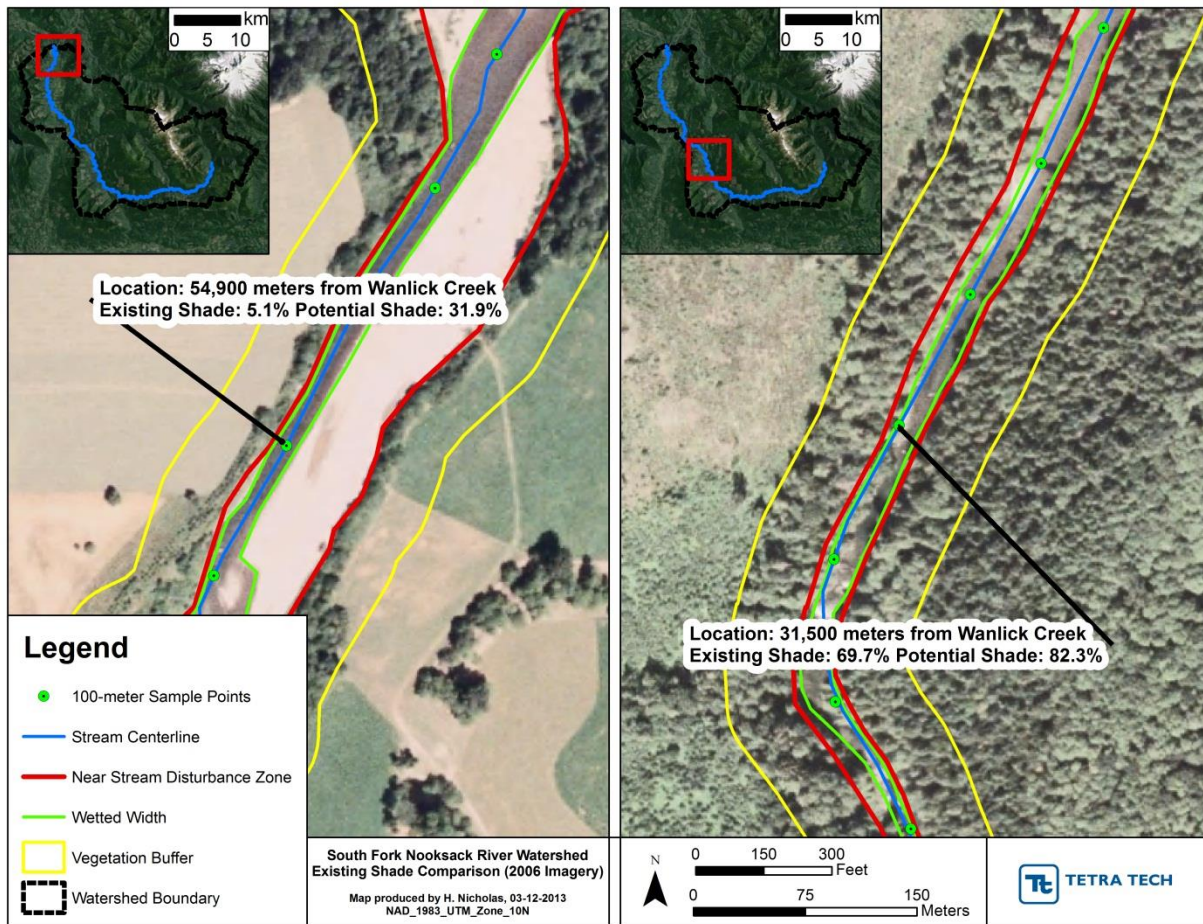 km
0 5 10
km
0 5 10
Location: 54,900 meters from Wanlick Creek
Existing Shade: 5.1% Potential Shade: 31.9%
Location: 31,500 meters from Wanlick Creek
Existing Shade: 69.7% Potential Shade: 82.3%
Legend
100-meter Sample Points
Stream Centerline
Near Stream Disturbance Zone
Wetted Width
Vegetation Buffer
Watershed Boundary
South Fork Nooksack River Watershed
Existing Shade Comparison (2006 Imagery)
Map produced by H. Nicholas, 03-12-2013
NAD_1983_UTM_Zone_10N
N
0 150 300
Feet
0 75 150
Meters
Tt TETRA TECH